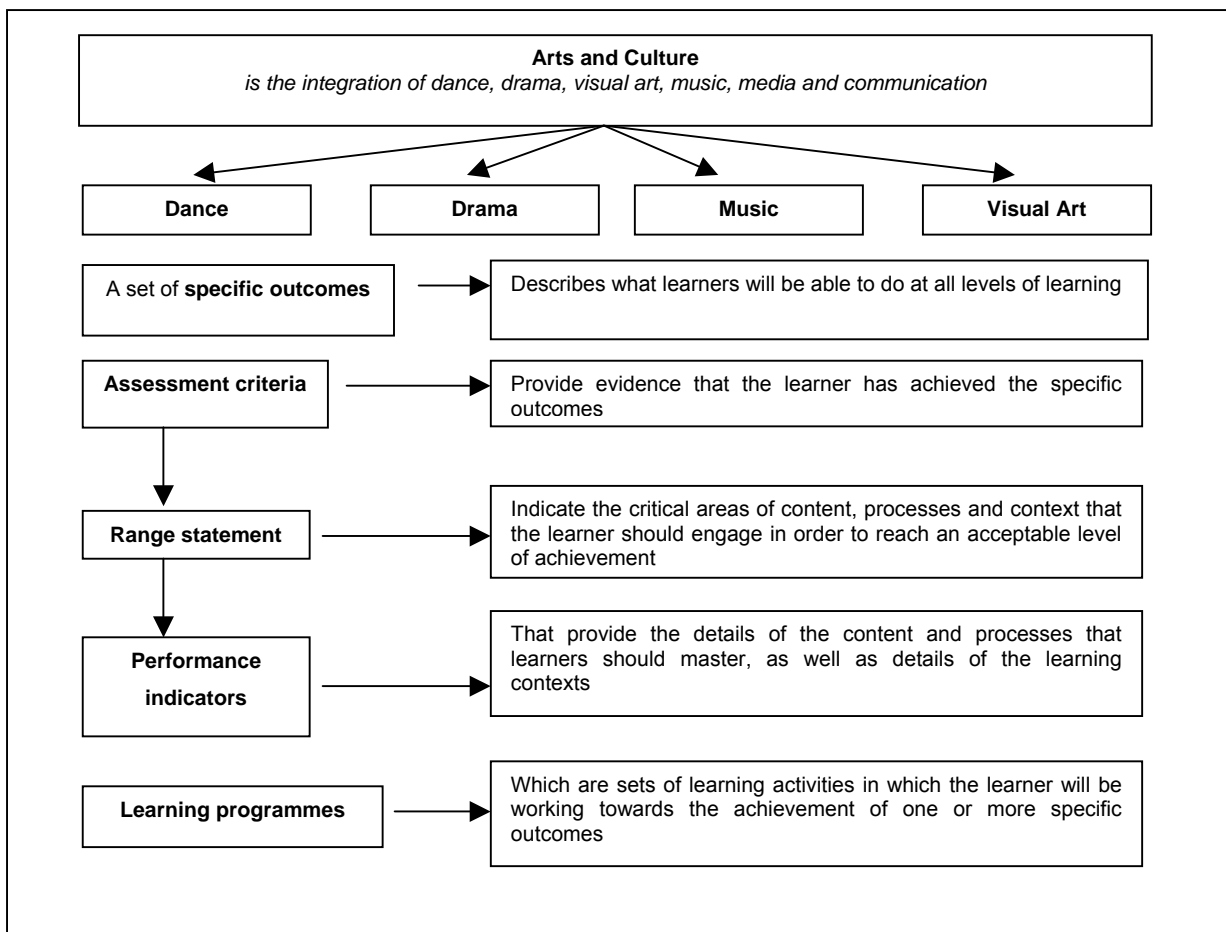 Arts and Culture
is the integration of dance, drama, visual art, music, media and communication
Dance
Drama
Music
Visual Art
A set of specific outcomes
Describes what learners will be able to do at all levels of learning
Assessment criteria
Provide evidence that the learner has achieved the specific
outcomes
Range statement
Indicate the critical areas of content, processes and context that
the learner should engage in order to reach an acceptable level
of achievement
Performance
indicators
That provide the details of the content and processes that
learners should master, as well as details of the learning
contexts
Learning programmes
Which are sets of learning activities in which the learner will be
working towards the achievement of one or more specific
outcomes